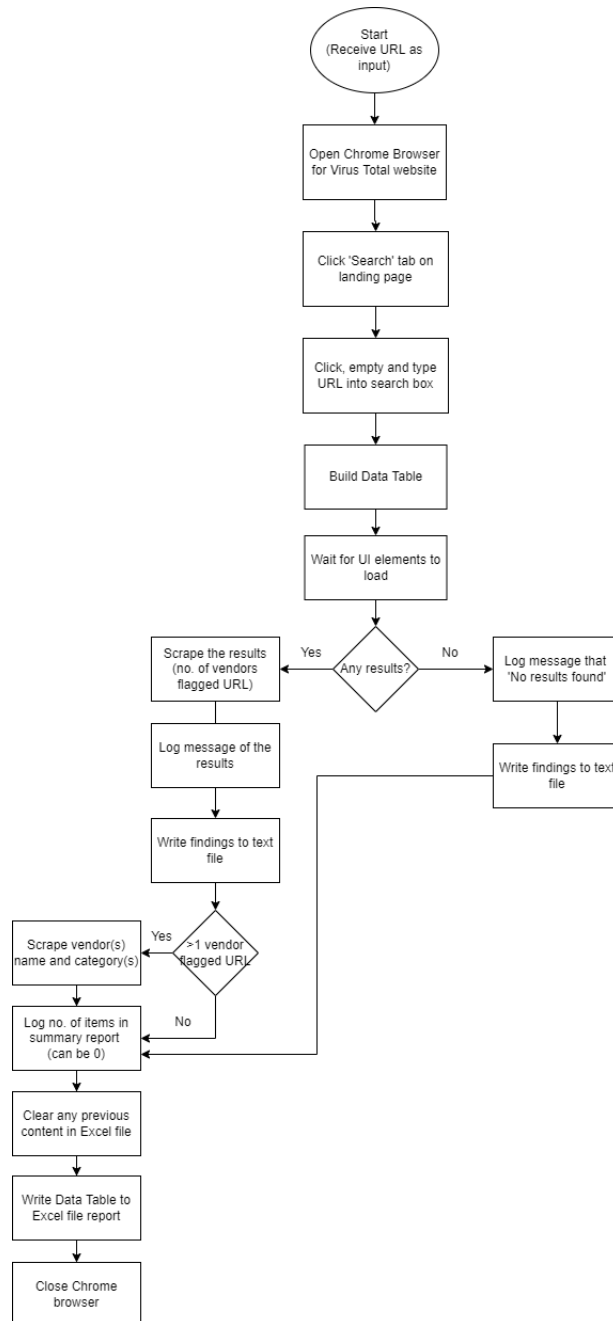 Start
(Receive URL as
input)
Open Chrome Browser
for Virus Total website
Click 'Search' tab on
landing page
Click, empty and type
URL into search box
Build Data Table
Wait for UI elements to
load
Any results?
Yes
No
Scrape the results
(no. of vendors
flagged URL)
Log message that
'No results found'
Log message of the
results
Write findings to text
file
Write findings to text
file
>1 vendor
flagged URL
Yes
No
Scrape vendor(s)
name and category(s)
Log no. of items in
summary report
(can be 0)
Clear any previous
content in Excel file
Write Data Table to
Excel file report
Close Chrome
browser